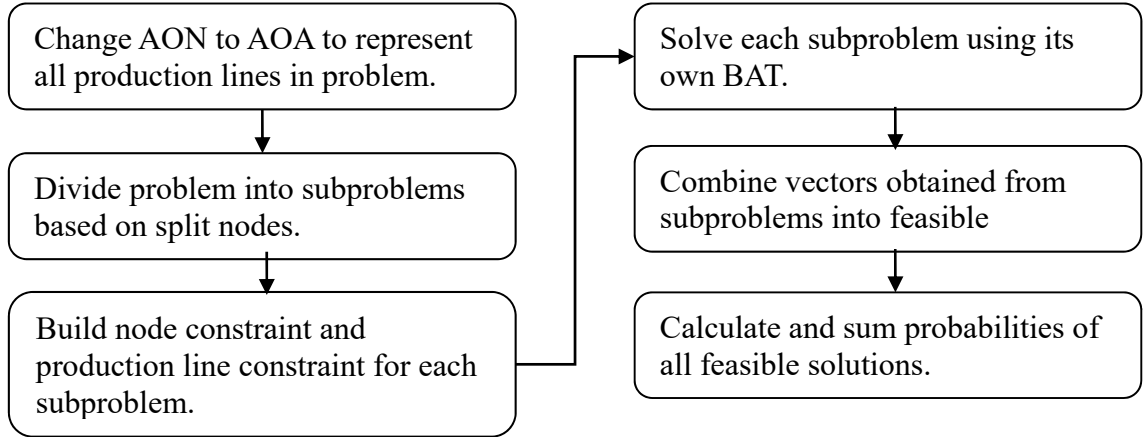 Change AON to AOA to represent
all production lines in problem.
Divide problem into subproblems
based on split nodes.
Build node constraint and
production line constraint for each
subproblem.
Solve each subproblem using its
own BAT.
Combine vectors obtained from
subproblems into feasible
Calculate and sum probabilities of
all feasible solutions.